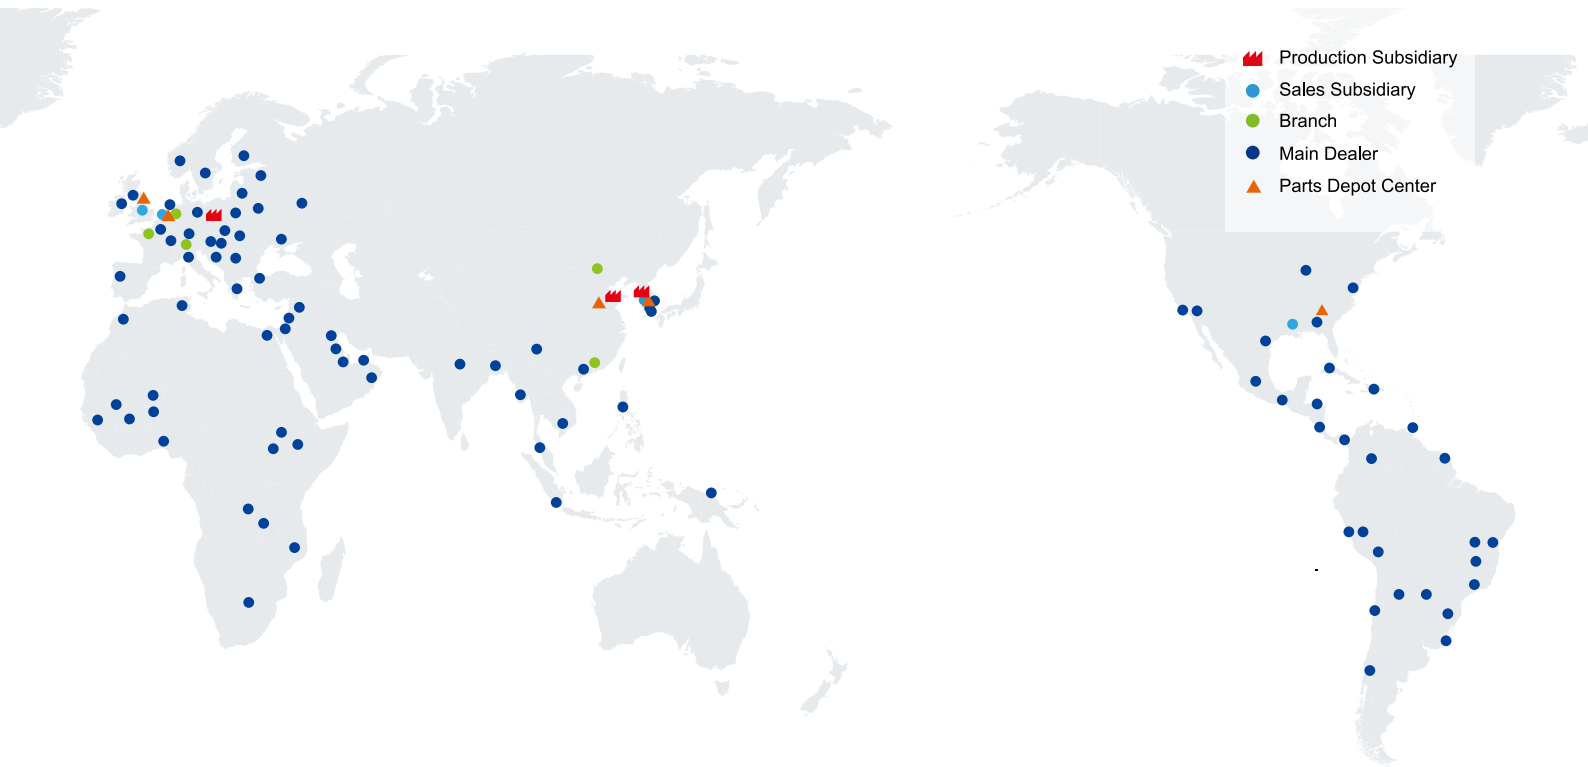 Production Subsidiary
Sales Subsidiary
Branch
Main Dealer
Parts Depot Center